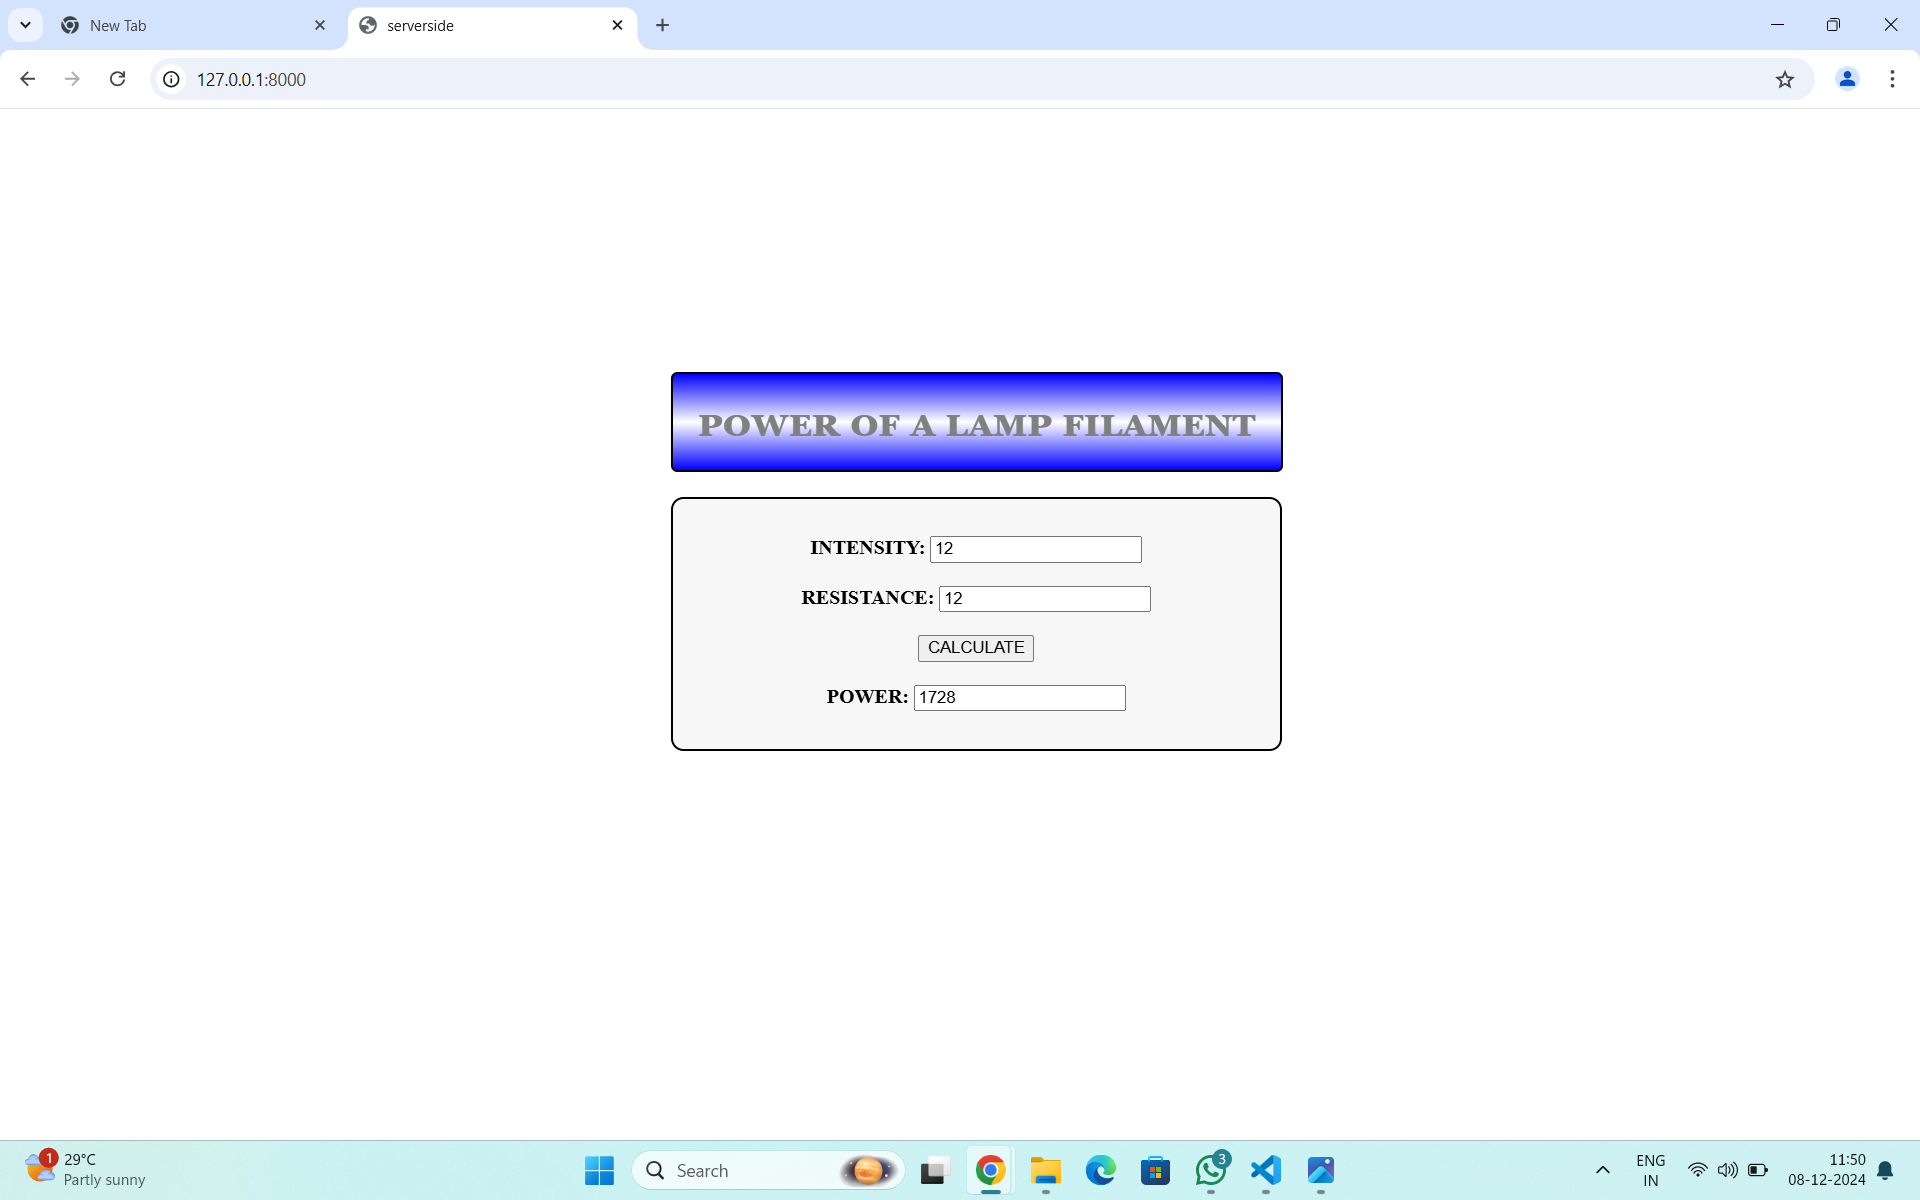 New Tab
serverside
127.0.0.1:8000
POWER OF A LAMP FILAMENT
INTENSITY: 12
RESISTANCE: 12
CALCULATE
POWER: 1728
1
29°C
Partly sunny
Search
3
ENG
IN
11:50
08-12-2024